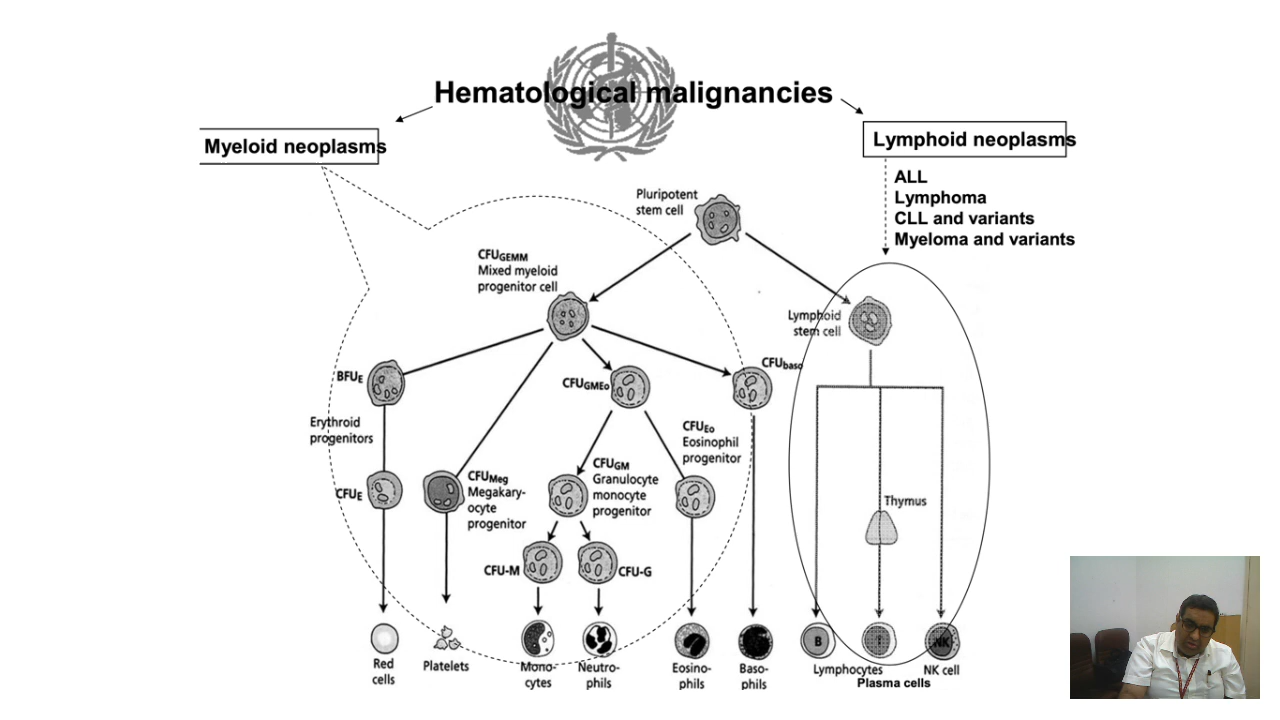 Hematological malignancies
Myeloid neoplasms
Lymphoid neoplasms
ALL
Lymphoma
CLL and variants
Myeloma and variants
Pluripotent
stem cell
CFUGEMM
Mixed myeloid
progenitor cell
Lymphoid
stem cell
BFUE
CFUGMEo
CFUbaso
Erythroid
progenitors
CFUEo
Eosinophil
progenitor
CFUE
CFUMeg
Megakary-
ocyte
progenitor
CFUGM
Granulocyte
monocyte
progenitor
Thymus
CFU-M
CFU-G
B
T
NK
Red
cells
Platelets
Mono-
cytes
Neutro-
phils
Eosino-
phils
Baso-
phils
Lymphocytes
NK cell
Plasma cells